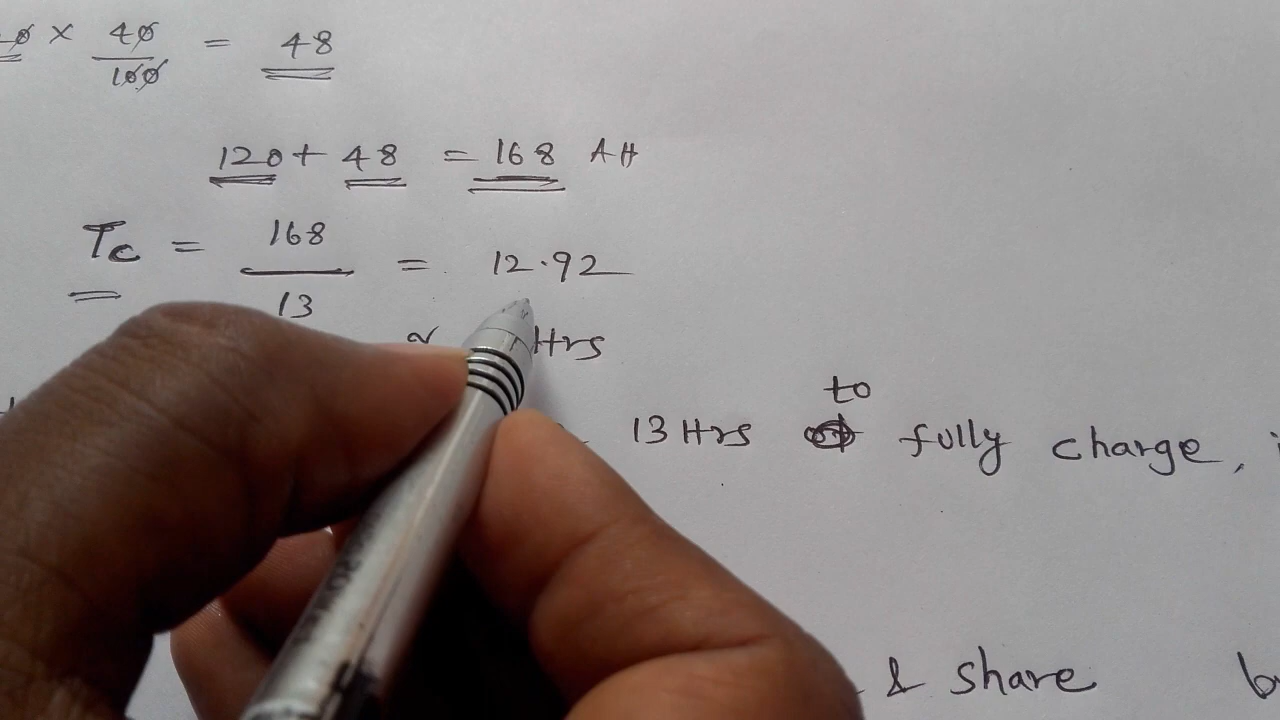 0 × 40/100 = 48
120 + 48 = 168 AH
Tc = 168/13 = 12.92
~ Hrs
13 Hrs to fully charge,
& share